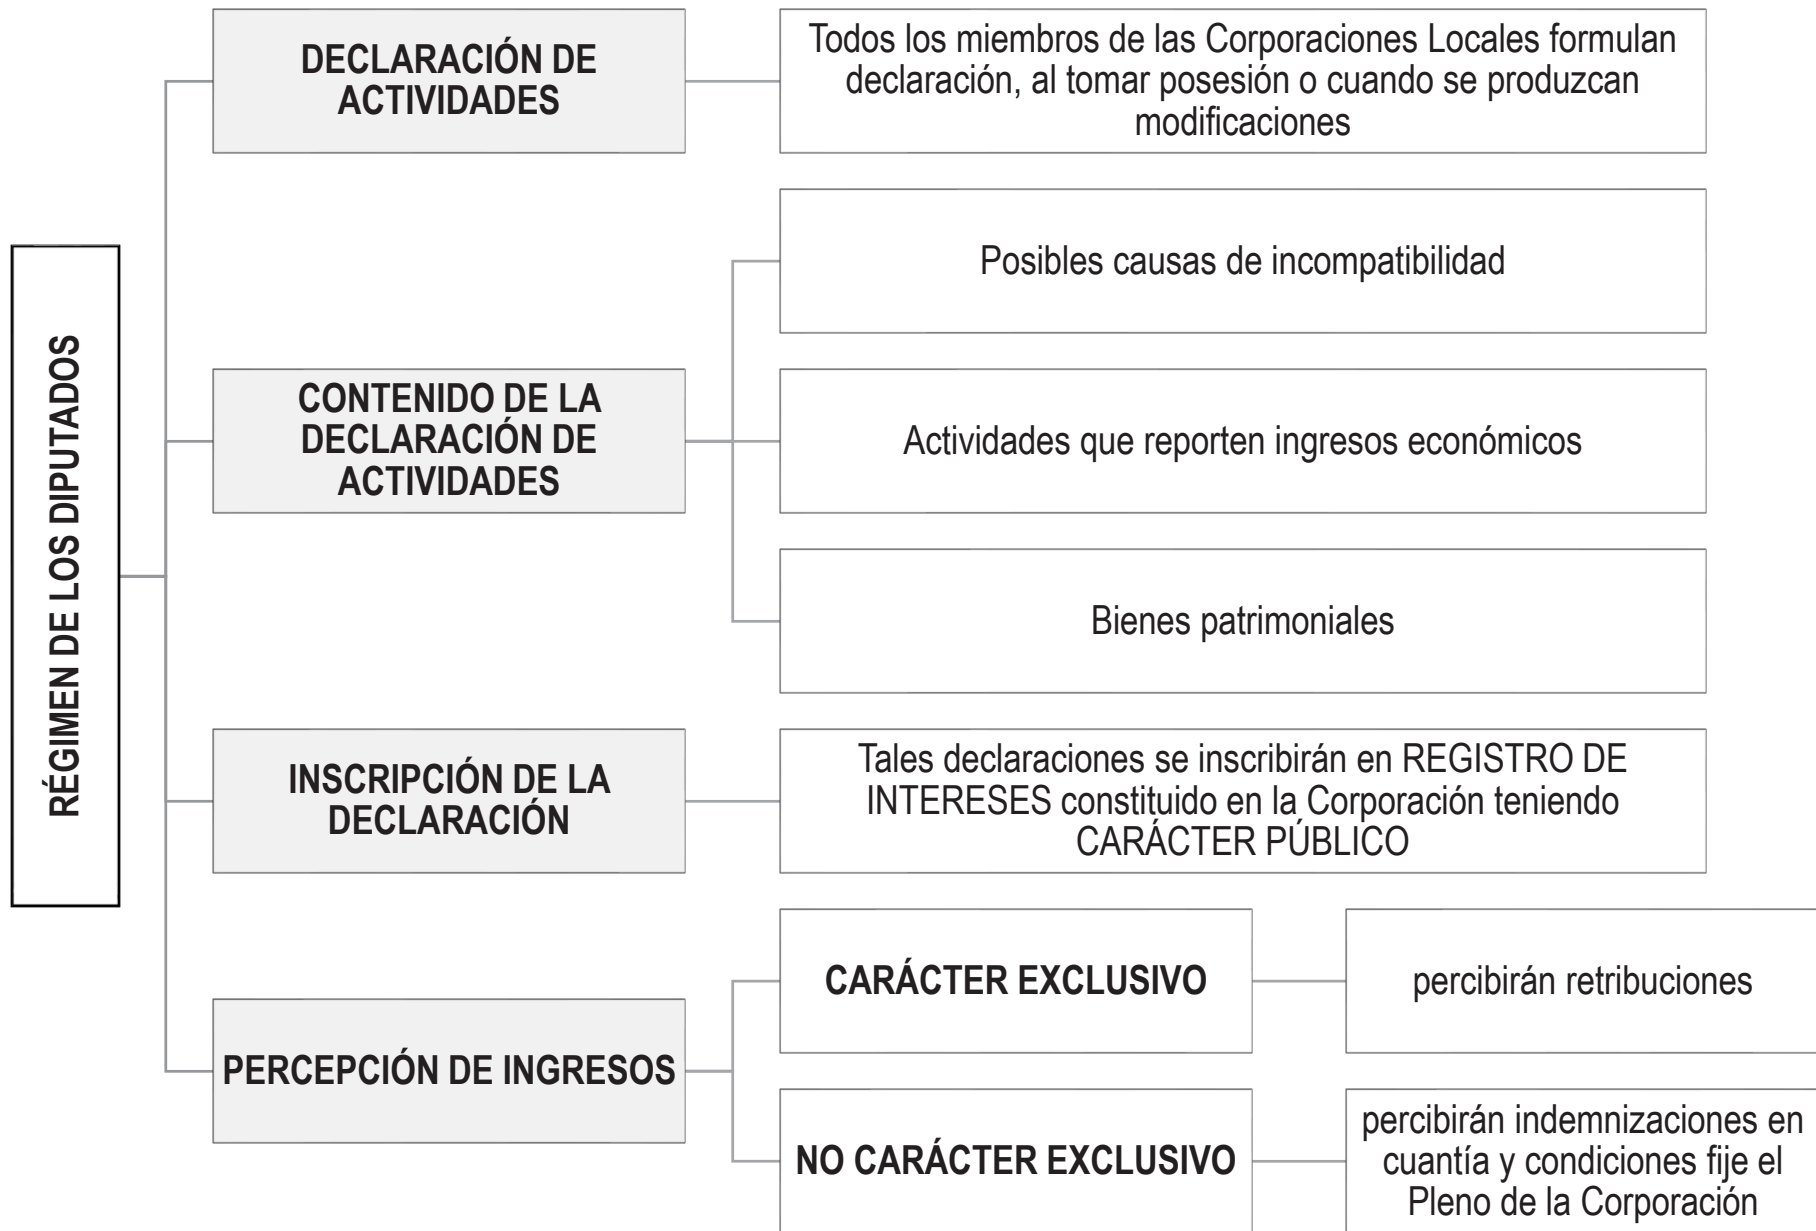 RÉGIMEN DE LOS DIPUTADOS
DECLARACIÓN DE
ACTIVIDADES
Todos los miembros de las Corporaciones Locales formulan
declaración, al tomar posesión o cuando se produzcan
modificaciones
CONTENIDO DE LA
DECLARACIÓN DE
ACTIVIDADES
Posibles causas de incompatibilidad
Actividades que reporten ingresos económicos
Bienes patrimoniales
INSCRIPCIÓN DE LA
DECLARACIÓN
Tales declaraciones se inscribirán en REGISTRO DE
INTERESES constituido en la Corporación teniendo
CARÁCTER PÚBLICO
PERCEPCIÓN DE INGRESOS
CARÁCTER EXCLUSIVO
percibirán retribuciones
NO CARÁCTER EXCLUSIVO
percibirán indemnizaciones en
cuantía y condiciones fije el
Pleno de la Corporación